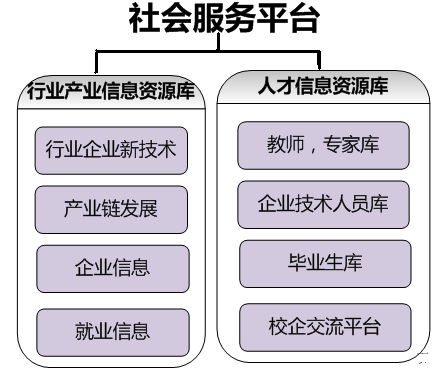 社会服务平台
行业产业信息资源库
行业企业新技术
产业链发展
企业信息
就业信息
人才信息资源库
教师，专家库
企业技术人员库
毕业生库
校企交流平台